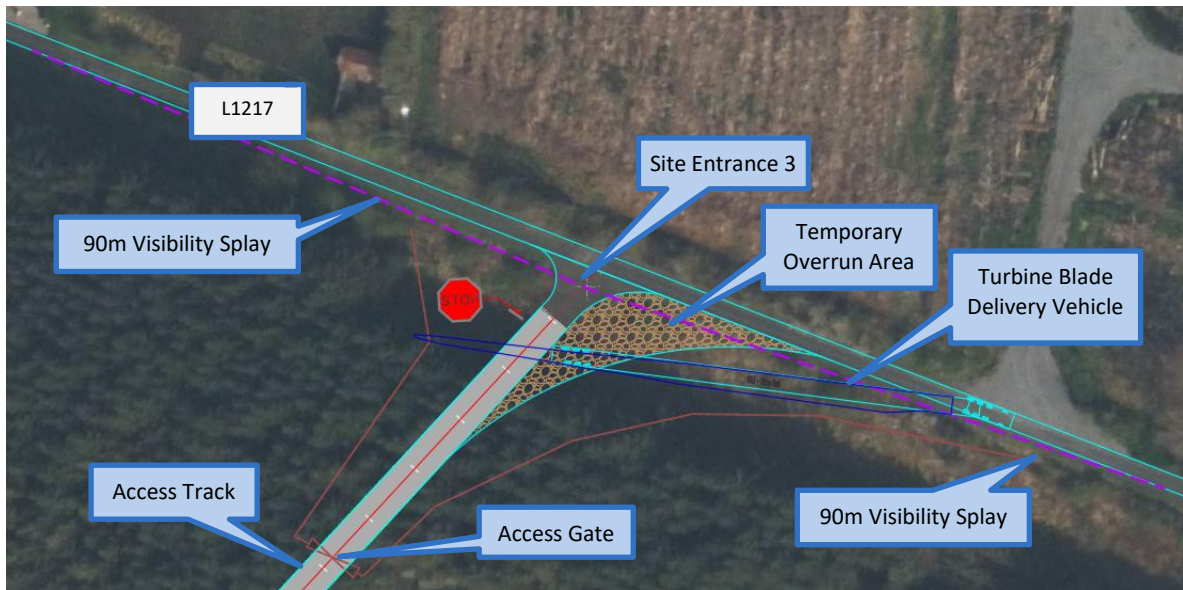 L1217
Site Entrance 3
90m Visibility Splay
Temporary
Overrun Area
Turbine Blade
Delivery Vehicle
STOP
Access Track
Access Gate
90m Visibility Splay